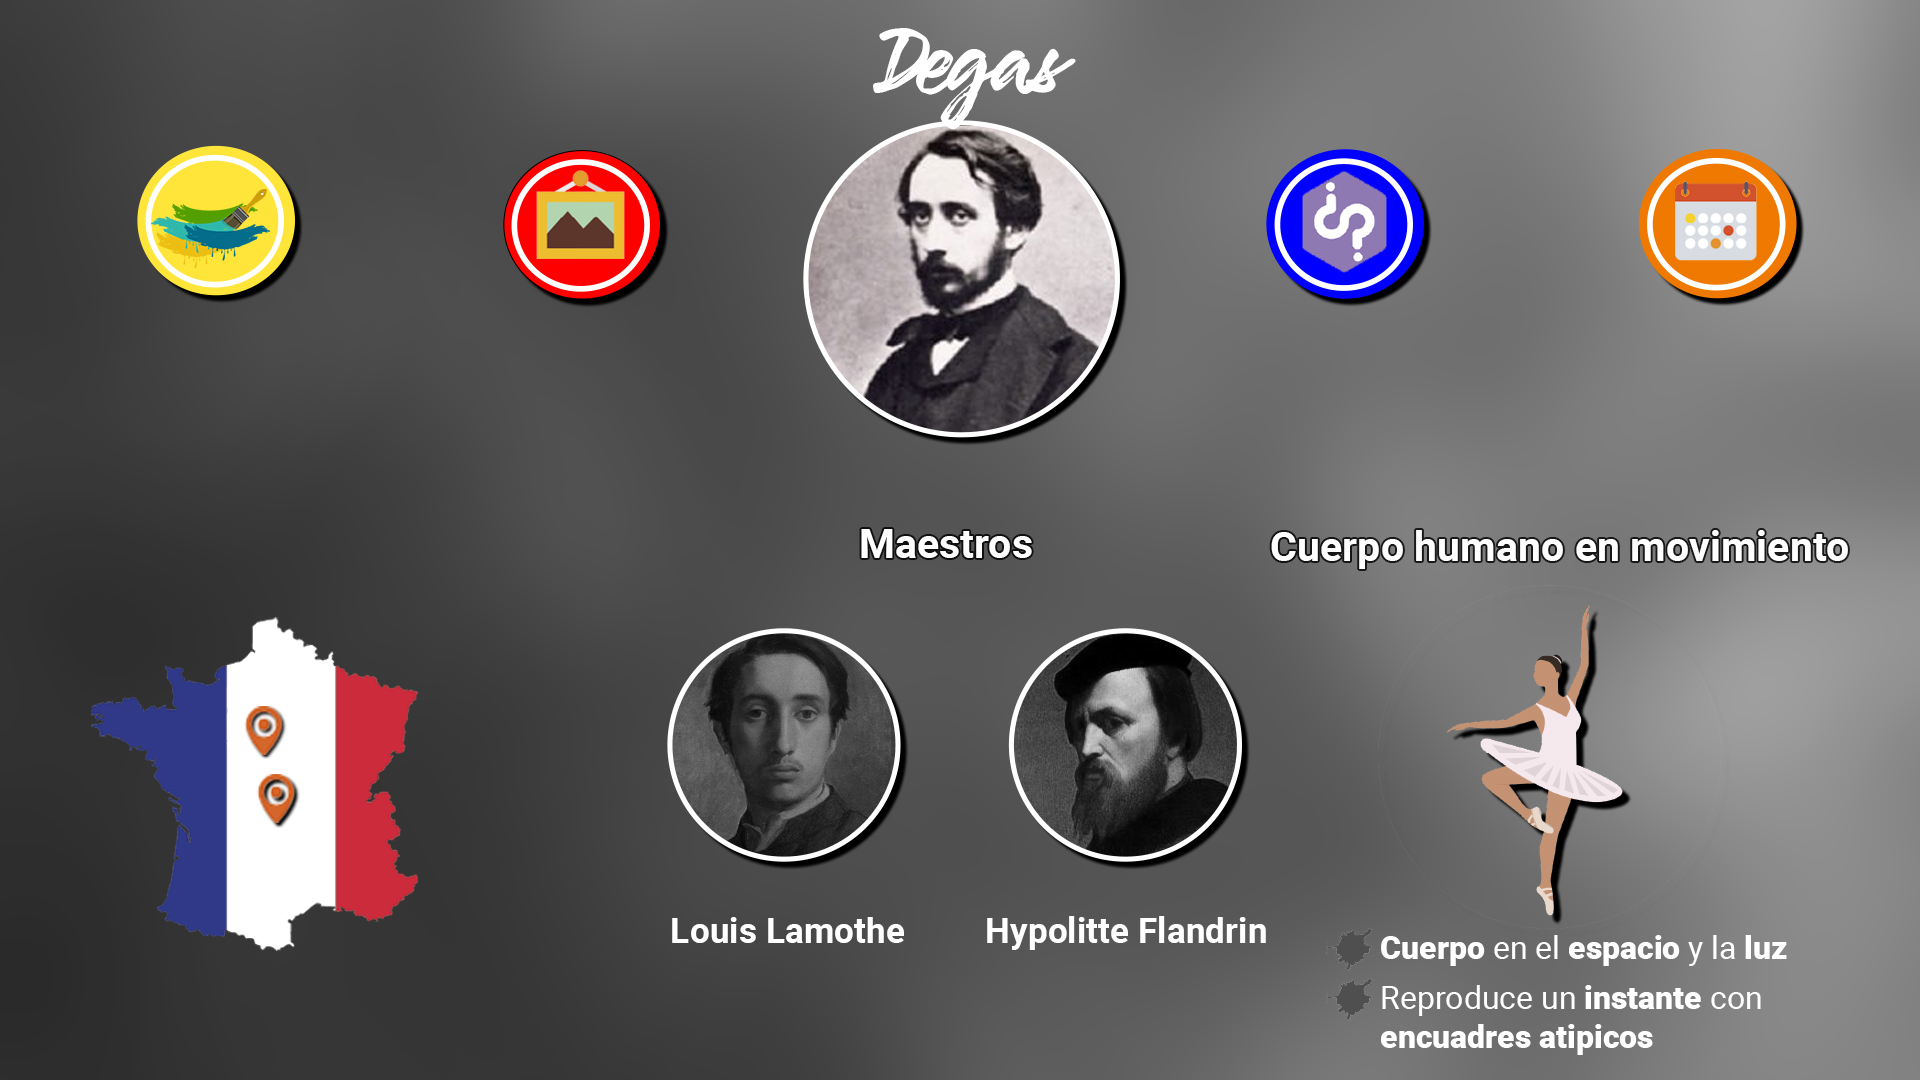 Degas
Maestros
Cuerpo humano en movimiento
Louis Lamothe
Hypolitte Flandrin
Cuerpo en el espacio y la luz
Reproduce un instante con
encuadres atipicos